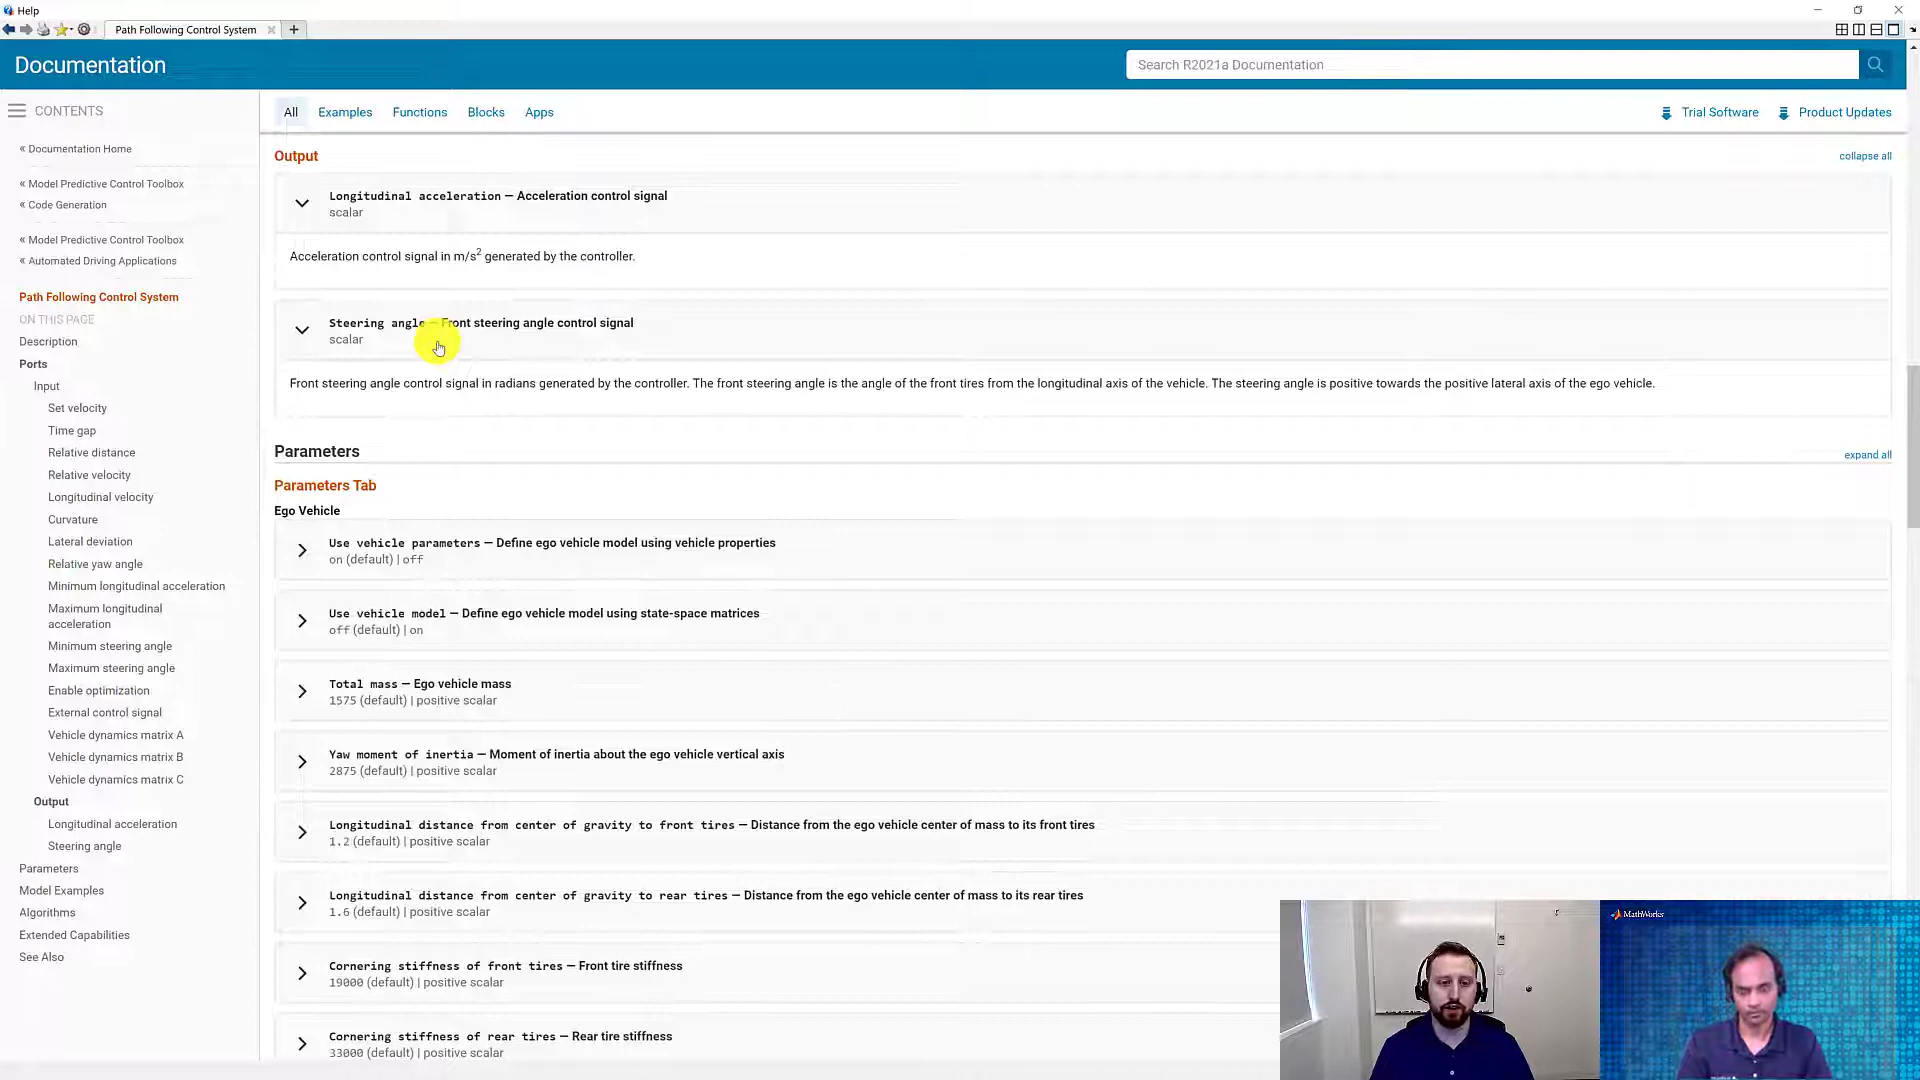 Help
Path Following Control System
Documentation
Search R2021a Documentation
CONTENTS
All
Examples
Functions
Blocks
Apps
Trial Software
Product Updates
« Documentation Home
« Model Predictive Control Toolbox
« Code Generation
« Model Predictive Control Toolbox
« Automated Driving Applications
Path Following Control System
ON THIS PAGE
Description
Ports
Input
Set velocity
Time gap
Relative distance
Relative velocity
Longitudinal velocity
Curvature
Lateral deviation
Relative yaw angle
Minimum longitudinal acceleration
Maximum longitudinal
acceleration
Minimum steering angle
Maximum steering angle
Enable optimization
External control signal
Vehicle dynamics matrix A
Vehicle dynamics matrix B
Vehicle dynamics matrix C
Output
Longitudinal acceleration
Steering angle
Parameters
Model Examples
Algorithms
Extended Capabilities
See Also
Output
collapse all
Longitudinal acceleration — Acceleration control signal
scalar
Acceleration control signal in m/s² generated by the controller.
Steering angle — Front steering angle control signal
scalar
Front steering angle control signal in radians generated by the controller. The front steering angle is the angle of the front tires from the longitudinal axis of the vehicle. The steering angle is positive towards the positive lateral axis of the ego vehicle.
Parameters
expand all
Parameters Tab
Ego Vehicle
Use vehicle parameters — Define ego vehicle model using vehicle properties
on (default) | off
Use vehicle model — Define ego vehicle model using state-space matrices
off (default) | on
Total mass — Ego vehicle mass
1575 (default) | positive scalar
Yaw moment of inertia — Moment of inertia about the ego vehicle vertical axis
2875 (default) | positive scalar
Longitudinal distance from center of gravity to front tires — Distance from the ego vehicle center of mass to its front tires
1.2 (default) | positive scalar
Longitudinal distance from center of gravity to rear tires — Distance from the ego vehicle center of mass to its rear tires
1.6 (default) | positive scalar
Cornering stiffness of front tires — Front tire stiffness
19000 (default) | positive scalar
Cornering stiffness of rear tires — Rear tire stiffness
33000 (default) | positive scalar
MathWorks